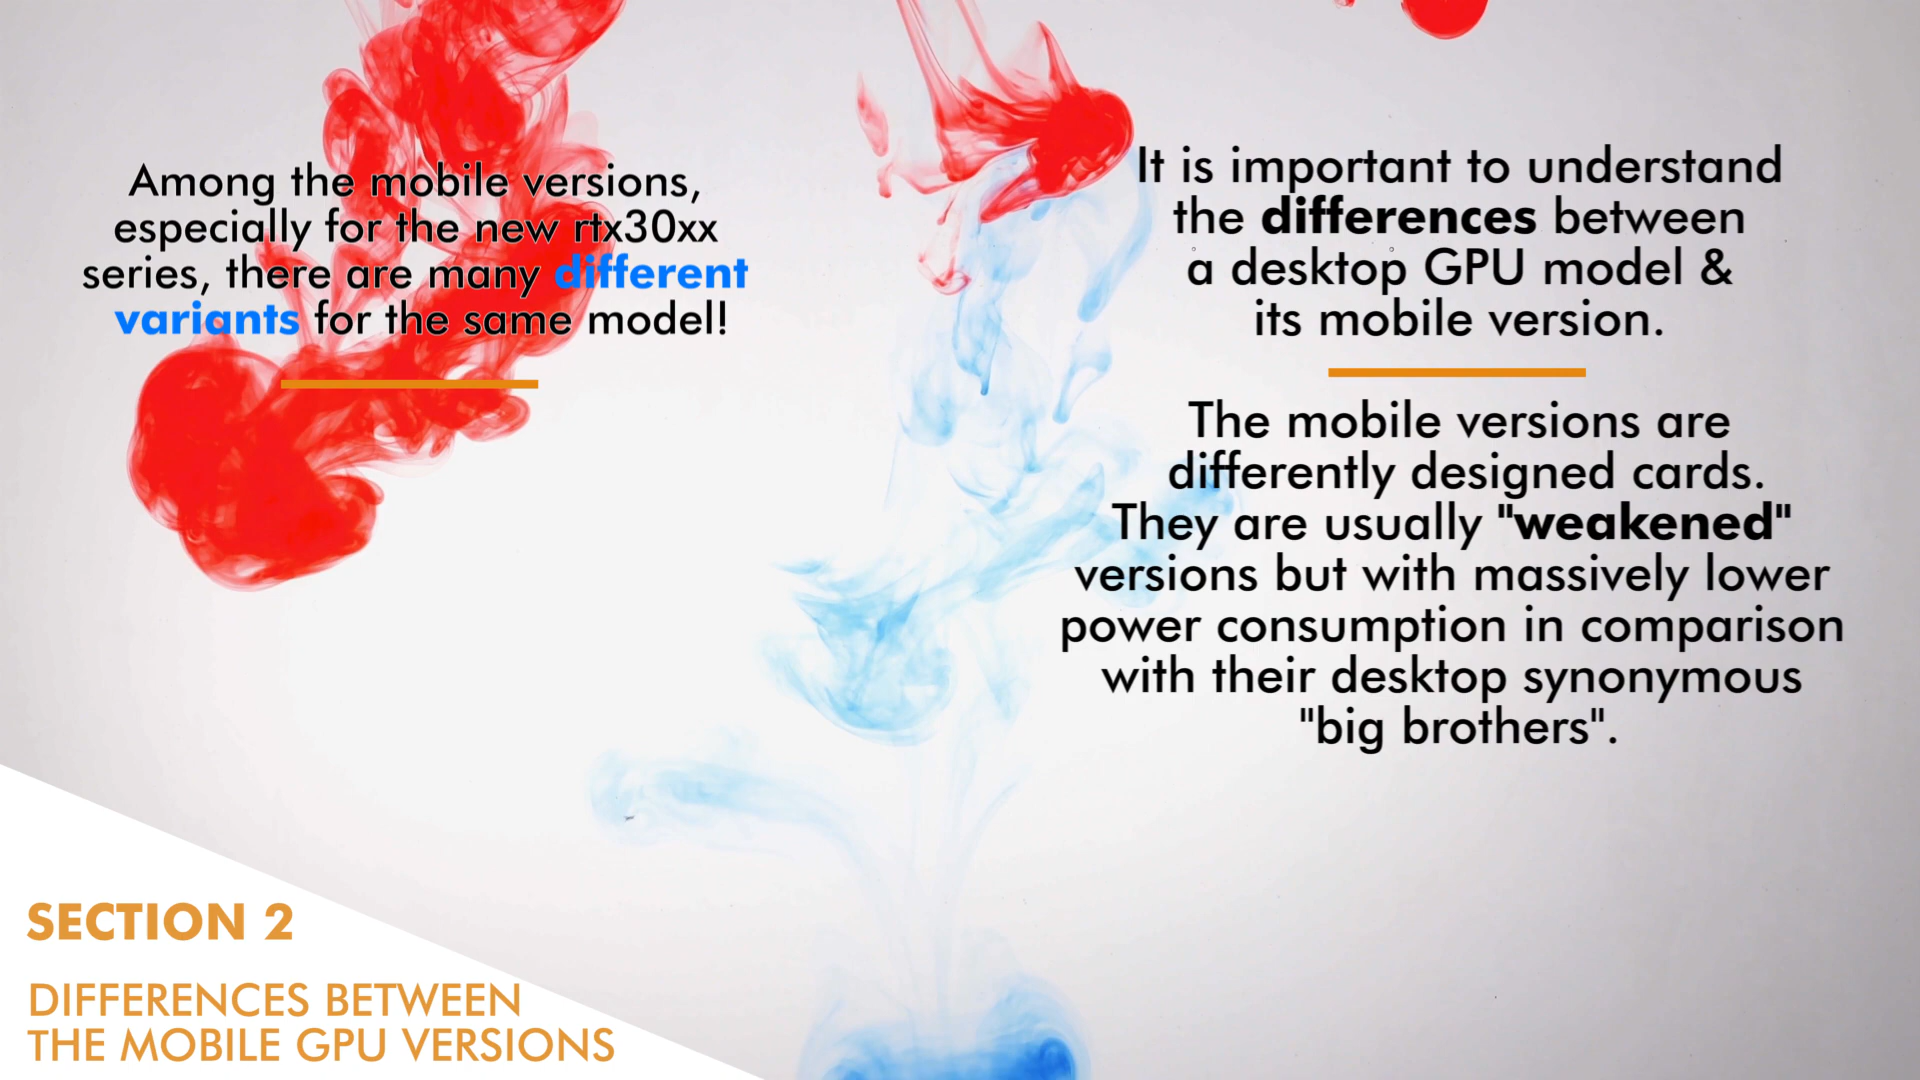 Among the mobile versions,
especially for the new rtx30xx
series, there are many different
variants for the same model!
It is important to understand
the differences between
a desktop GPU model &
its mobile version.
The mobile versions are
differently designed cards.
They are usually "weakened"
versions but with massively lower
power consumption in comparison
with their desktop synonymous
"big brothers".
SECTION 2
DIFFERENCES BETWEEN
THE MOBILE GPU VERSIONS